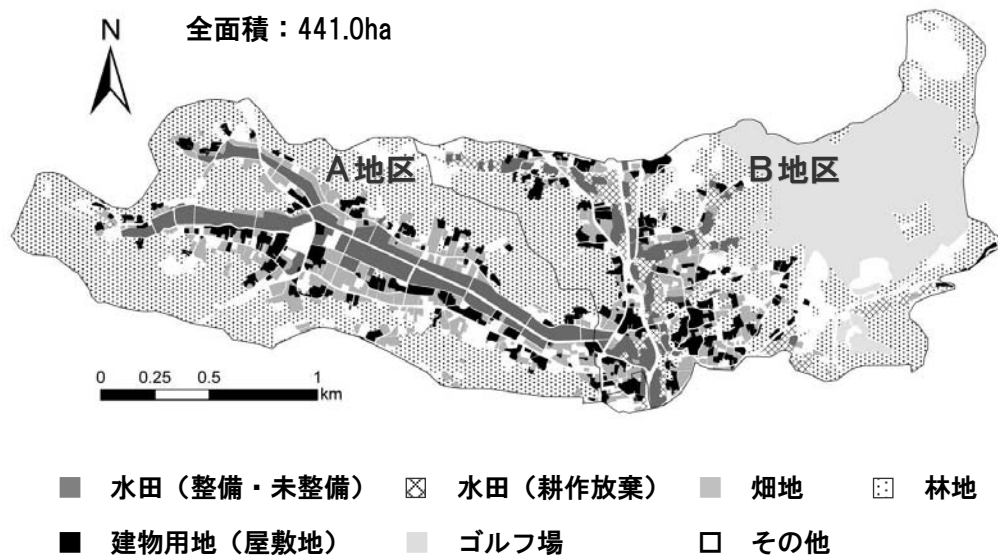 N
全面積：441.0ha
A地区
B地区
0 0.25 0.5 1
km
水田（整備・未整備） 水田（耕作放棄） 畑地 林地
建物用地（屋敷地） ゴルフ場 その他